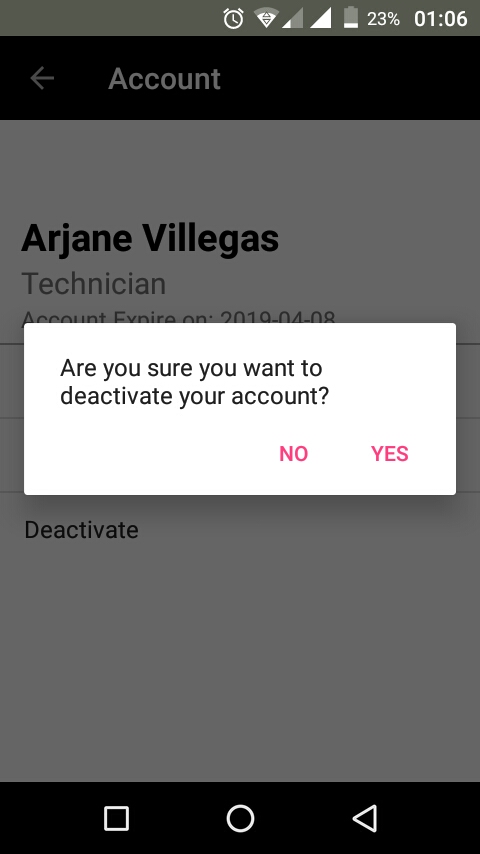 23% 01:06
Account
Arjane Villegas
Technician
Account Expire on: 2019-04-08
Are you sure you want to
deactivate your account?
NO YES
Deactivate